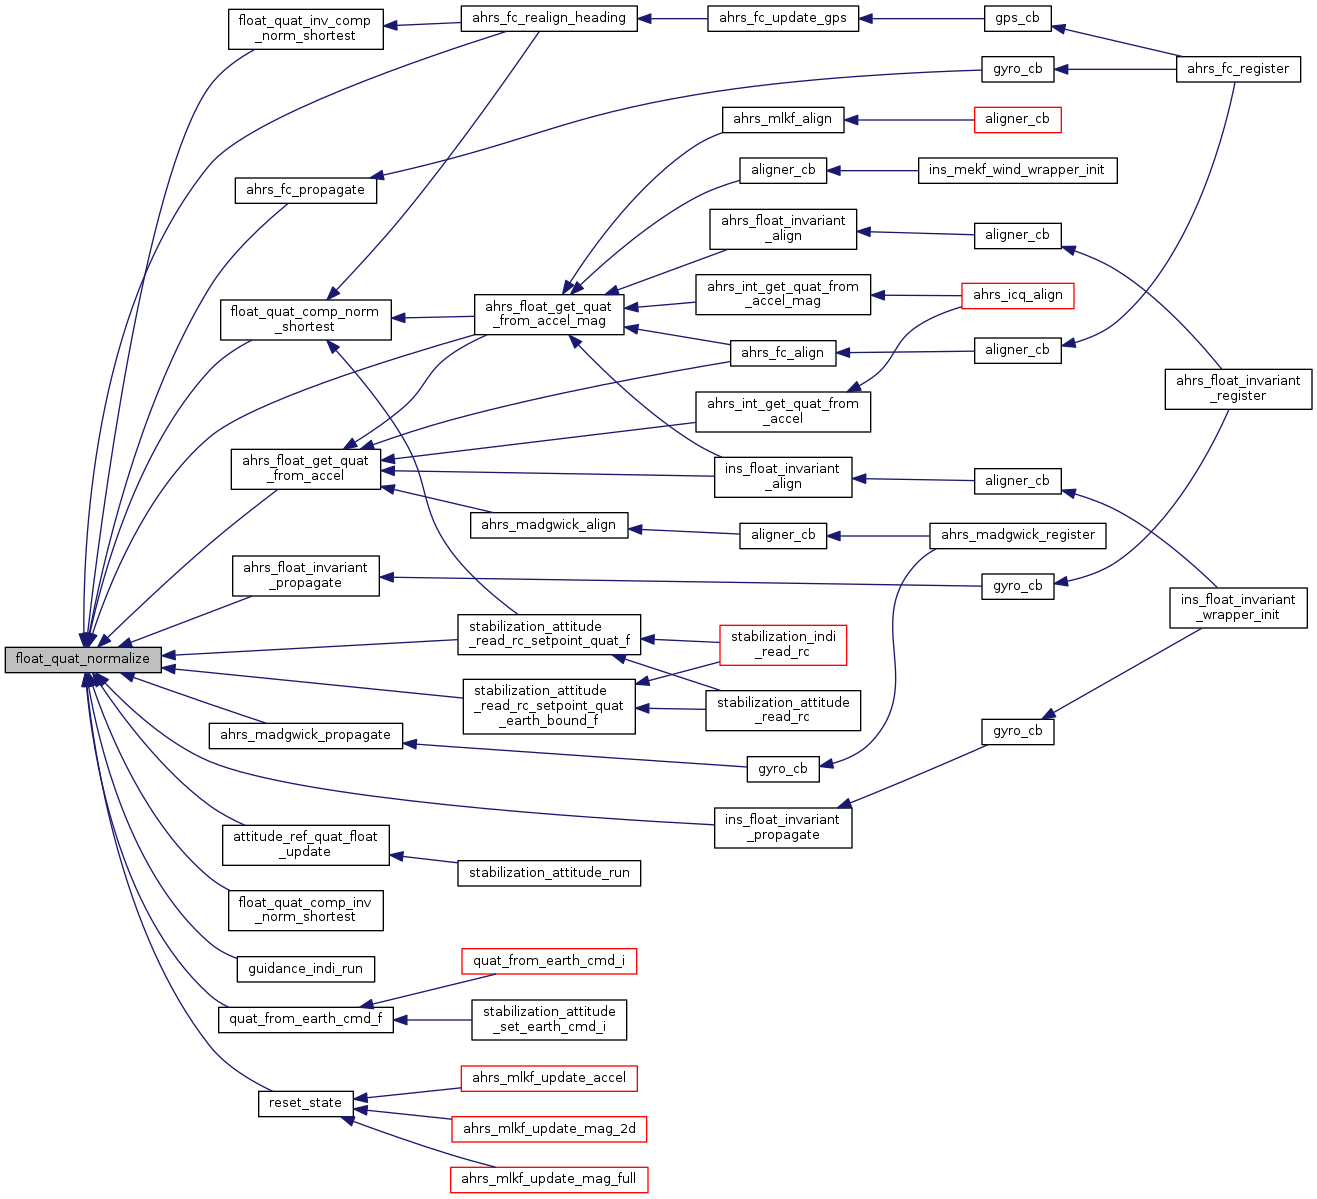 float_quat_inv_comp
_norm_shortest
ahrs_fc_realign_heading
ahrs_fc_update_gps
gps_cb
gyro_cb
ahrs_fc_register
ahrs_mlkf_align
aligner_cb
aligner_cb
ins_mekf_wind_wrapper_init
ahrs_fc_propagate
ahrs_float_invariant
_align
aligner_cb
ahrs_int_get_quat_from
_accel_mag
ahrs_icq_align
float_quat_comp_norm
_shortest
ahrs_float_get_quat
_from_accel_mag
ahrs_fc_align
aligner_cb
ahrs_float_invariant
_register
ahrs_int_get_quat_from
_accel
ahrs_float_get_quat
_from_accel
ins_float_invariant
_align
aligner_cb
ahrs_madgwick_align
aligner_cb
ahrs_madgwick_register
ahrs_float_invariant
_propagate
gyro_cb
ins_float_invariant
_wrapper_init
stabilization_attitude
_read_rc_setpoint_quat_f
stabilization_indi
_read_rc
float_quat_normalize
stabilization_attitude
_read_rc_setpoint_quat
_earth_bound_f
stabilization_attitude
_read_rc
ahrs_madgwick_propagate
gyro_cb
gyro_cb
ins_float_invariant
_propagate
attitude_ref_quat_float
_update
stabilization_attitude_run
float_quat_comp_inv
_norm_shortest
guidance_indi_run
quat_from_earth_cmd_i
quat_from_earth_cmd_f
stabilization_attitude
_set_earth_cmd_i
ahrs_mlkf_update_accel
reset_state
ahrs_mlkf_update_mag_2d
ahrs_mlkf_update_mag_full